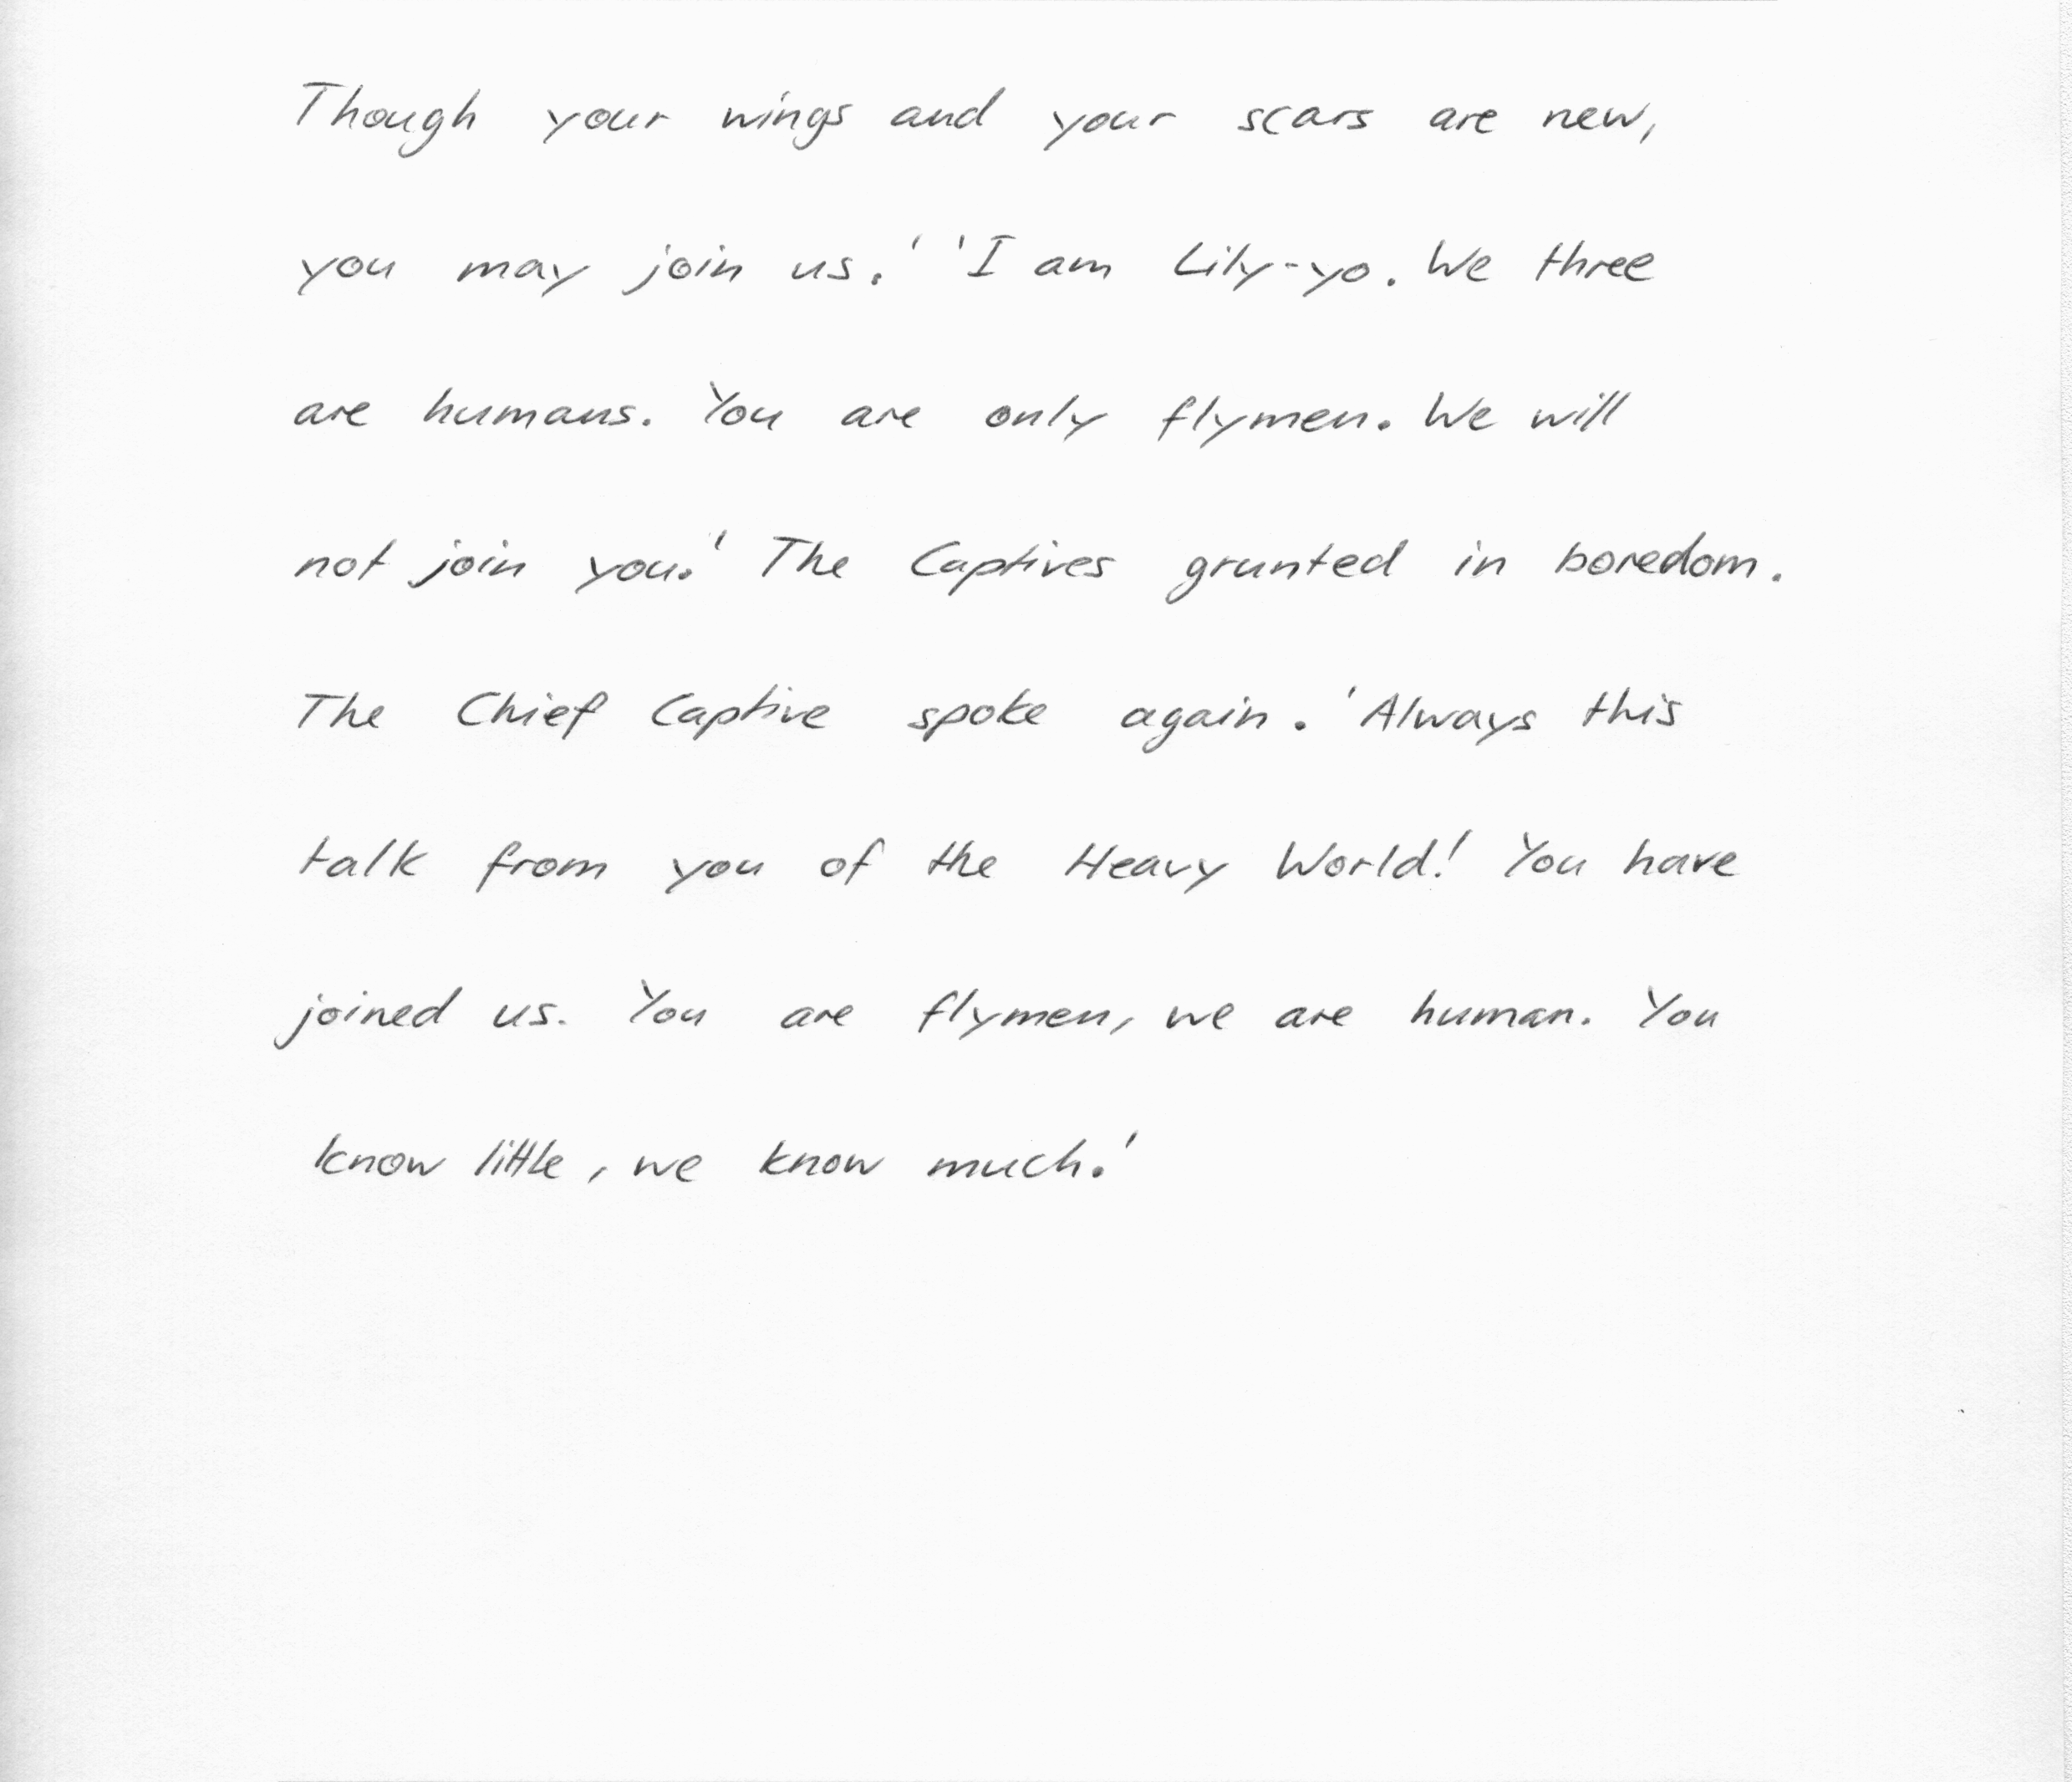 Though your wings and your scars are new,
you may join us.' 'I am Lily-yo. We three
are humans. You are only flymen. We will
not join you.' The Captives grunted in boredom.
The Chief Captive spoke again. 'Always this
talk from you of the Heavy World! You have
joined us. You are flymen, we are human. You
know little, we know much.'